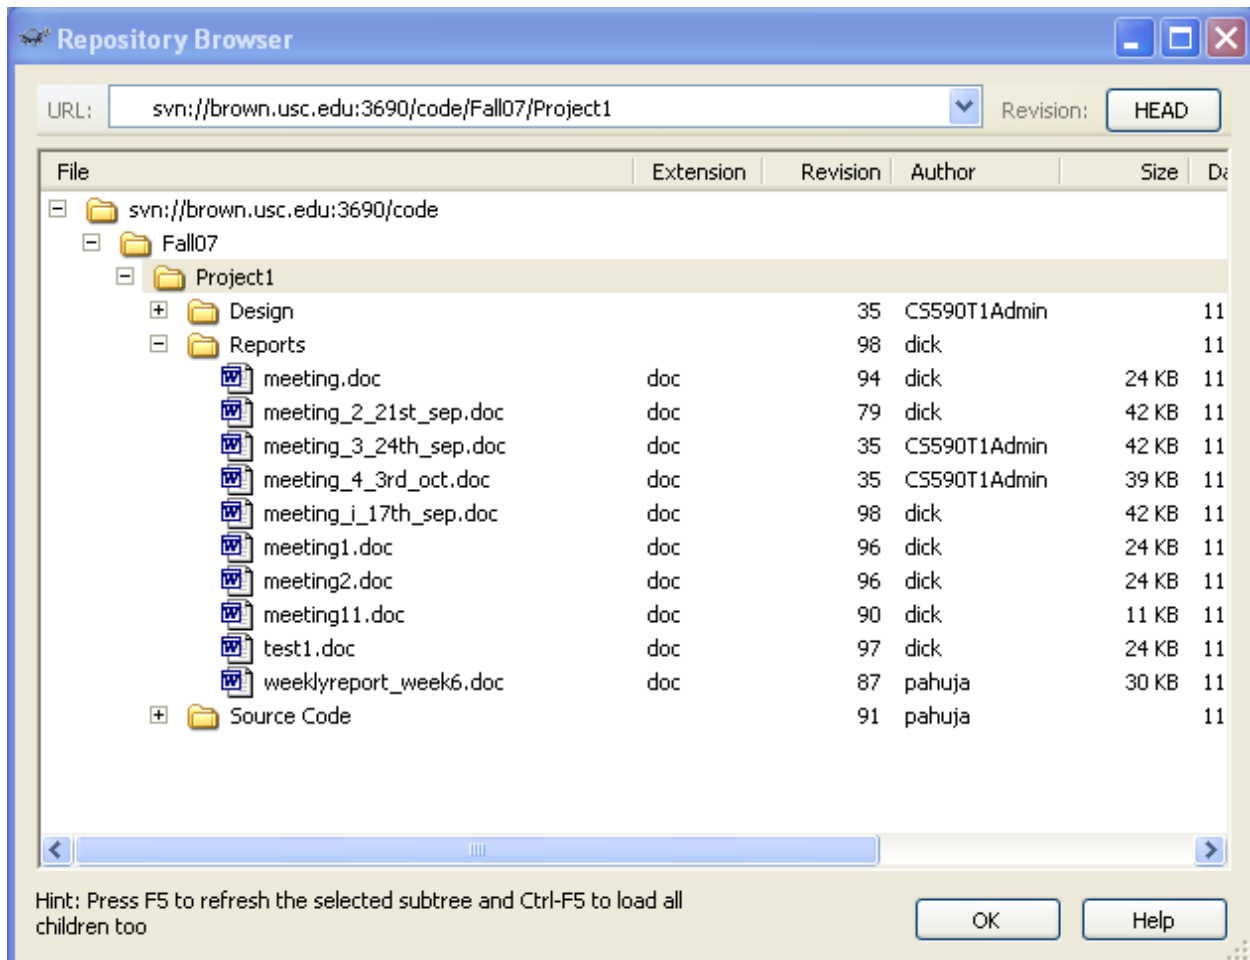 Repository Browser
URL: svn://brown.usc.edu:3690/code/Fall07/Project1 Revision: HEAD
File Extension Revision Author Size Da
svn://brown.usc.edu:3690/code
Fall07
Project1
Design 35 CS590T1Admin 11
Reports 98 dick 11
meeting.doc doc 94 dick 24 KB 11
meeting_2_21st_sep.doc doc 79 dick 42 KB 11
meeting_3_24th_sep.doc doc 35 CS590T1Admin 42 KB 11
meeting_4_3rd_oct.doc doc 35 CS590T1Admin 39 KB 11
meeting_i_17th_sep.doc doc 98 dick 42 KB 11
meeting1.doc doc 96 dick 24 KB 11
meeting2.doc doc 96 dick 24 KB 11
meeting11.doc doc 90 dick 11 KB 11
test1.doc doc 97 dick 24 KB 11
weeklyreport_week6.doc doc 87 pahuja 30 KB 11
Source Code 91 pahuja 11
Hint: Press F5 to refresh the selected subtree and Ctrl-F5 to load all
children too
OK Help